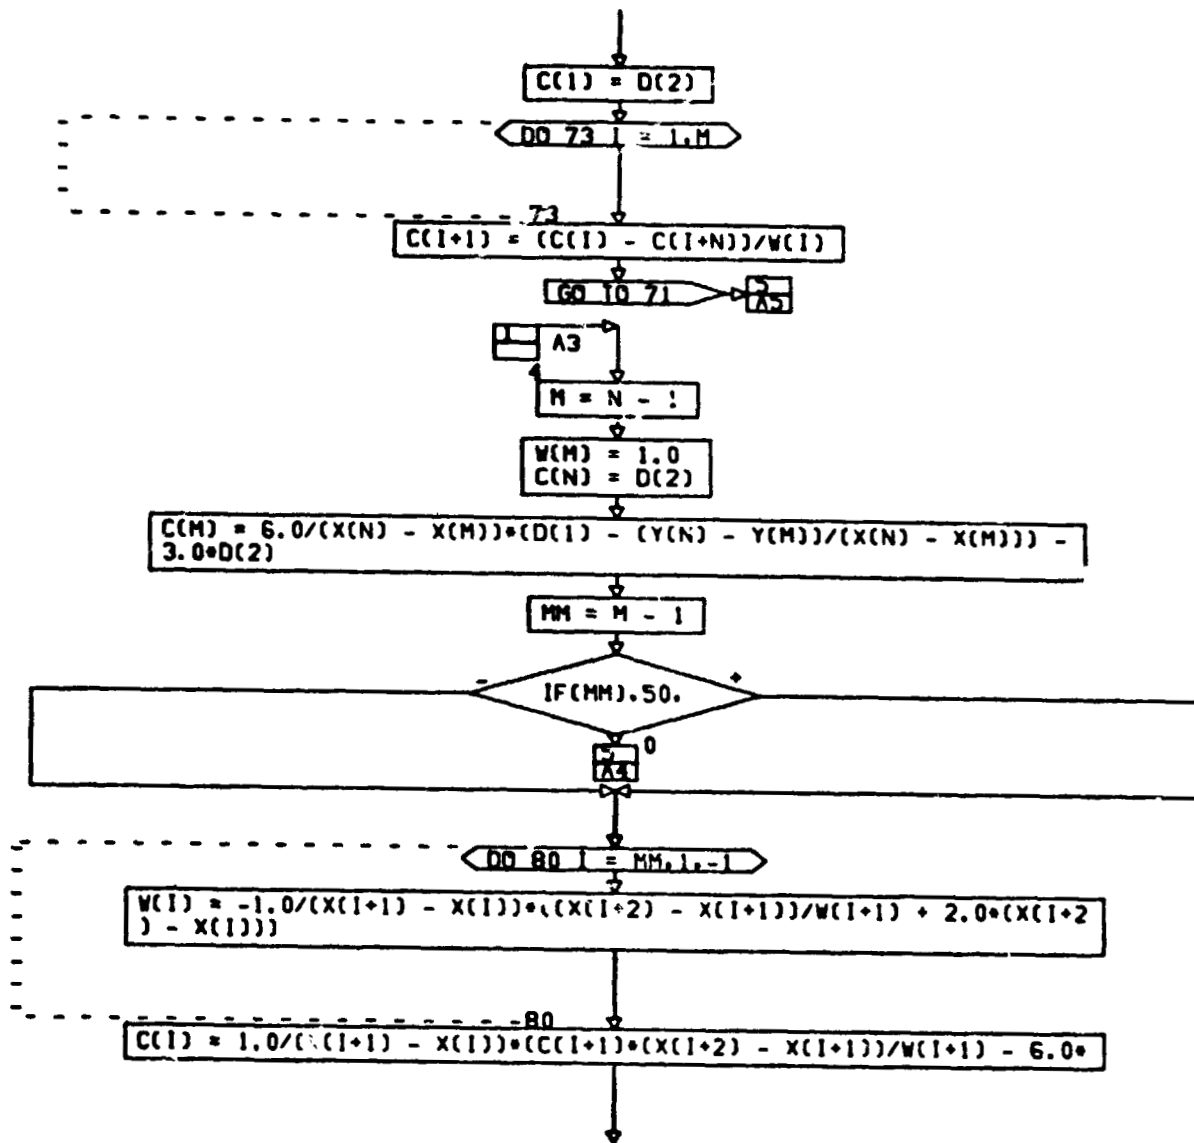 C(1) = D(2)
DO 73 I = 1,M
73
C(I+1) = (C(I) - C(I+N))/W(I)
GO TO 71
5
A5
1
A3
4
M = N - 1
W(M) = 1.0
C(N) = D(2)
C(M) = 6.0/(X(N) - X(M))*(D(1) - (Y(N) - Y(M))/(X(N) - X(M))) -
3.0*D(2)
MM = M - 1
- IF(MM),50, +
0
5
A4
DO 80 I = MM,1,-1
W(I) = -1.0/(X(I+1) - X(I))*((X(I+2) - X(I+1))/W(I+1) + 2.0*(X(I+2
) - X(I)))
80
C(I) = 1.0/(X(I+1) - X(I))*(C(I+1)*(X(I+2) - X(I+1))/W(I+1) - 6.0*